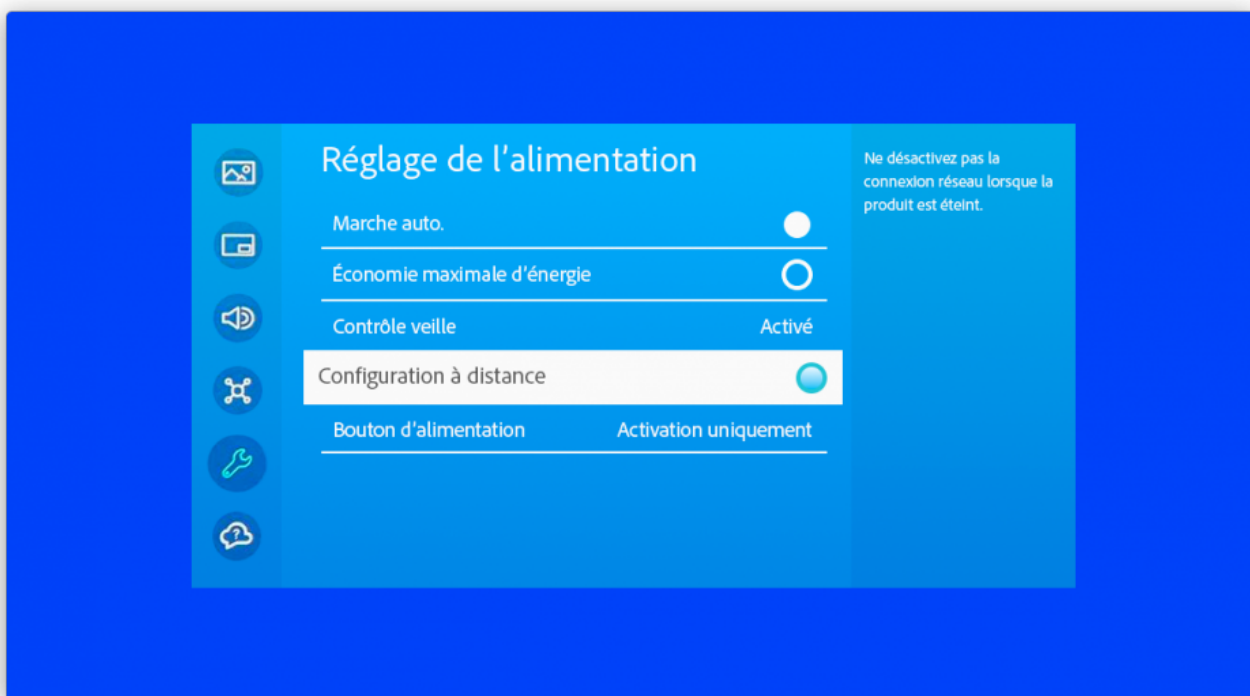 Réglage de l'alimentation
Marche auto.
Économie maximale d'énergie
Contrôle veille Activé
Configuration à distance
Bouton d'alimentation Activation uniquement
Ne désactivez pas la
connexion réseau lorsque la
produit est éteint.